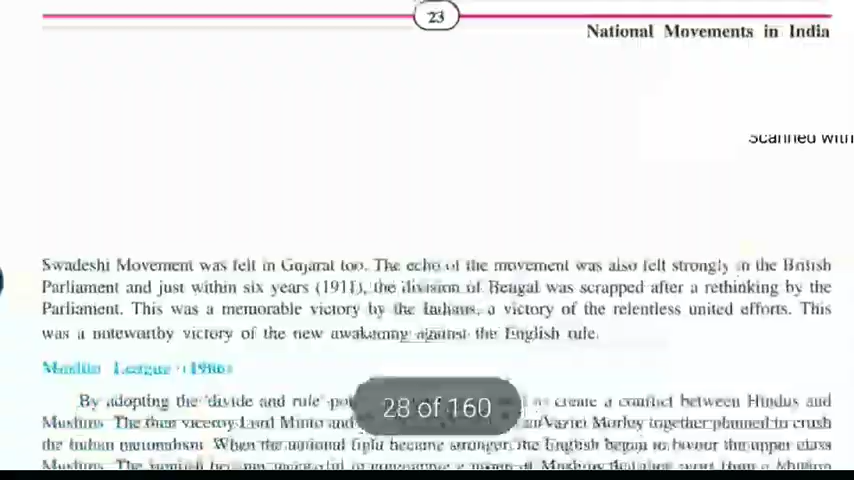 23
National Movements in India
Scanned with
Swadeshi Movement was felt in Gujarat too. The echo of the movement was also felt strongly in the British
Parliament and just within six years (1911), the division of Bengal was scrapped after a rethinking by the
Parliament. This was a memorable victory by the Indians, a victory of the relentless united efforts. This
was a noteworthy victory of the new awakening against the English rule.
Muslim League (1906)
By adopting the 'divide and rule' to create a conflict between Hindus and
28 of 160
Muslims. The then viceroy Lord Minto and Vazir Morley together planned to crush
the Indian nationalism. When the national fight became stronger, the English began to favour the upper class
Muslims. The